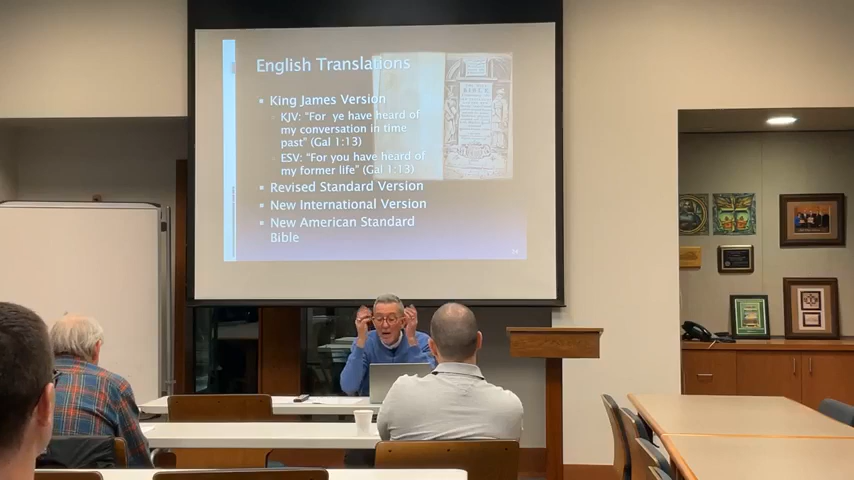 English Translations
▪ King James Version
▫ KJV: "For ye have heard of
my conversation in time
past" (Gal 1:13)
▫ ESV: "For you have heard of
my former life" (Gal 1:13)
▪ Revised Standard Version
▪ New International Version
▪ New American Standard
Bible
BIBLE